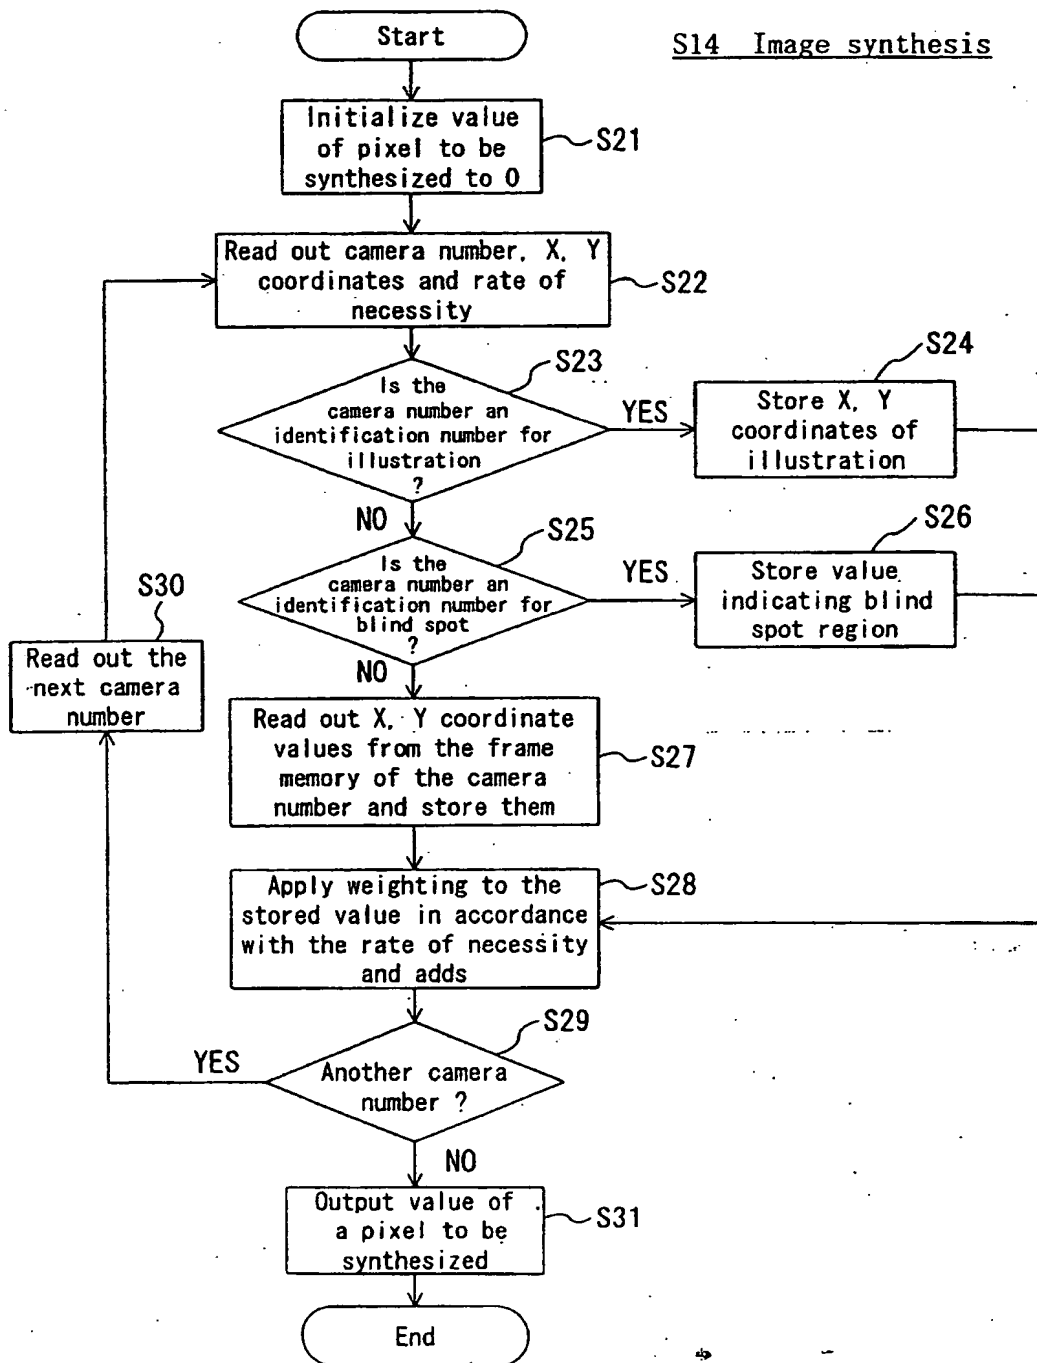 Start
S14 Image synthesis
Initialize value
of pixel to be
synthesized to 0
S21
Read out camera number, X, Y
coordinates and rate of
necessity
S22
S23
Is the
camera number an
identification number for
illustration
?
YES
S24
Store X, Y
coordinates of
illustration
NO
S25
Is the
camera number an
identification number for
blind spot
?
YES
S26
Store value
indicating blind
spot region
NO
S30
Read out the
next camera
number
Read out X, Y coordinate
values from the frame
memory of the camera
number and store them
S27
Apply weighting to the
stored value in accordance
with the rate of necessity
and adds
S28
S29
Another camera
number ?
YES
NO
Output value of
a pixel to be
synthesized
S31
End